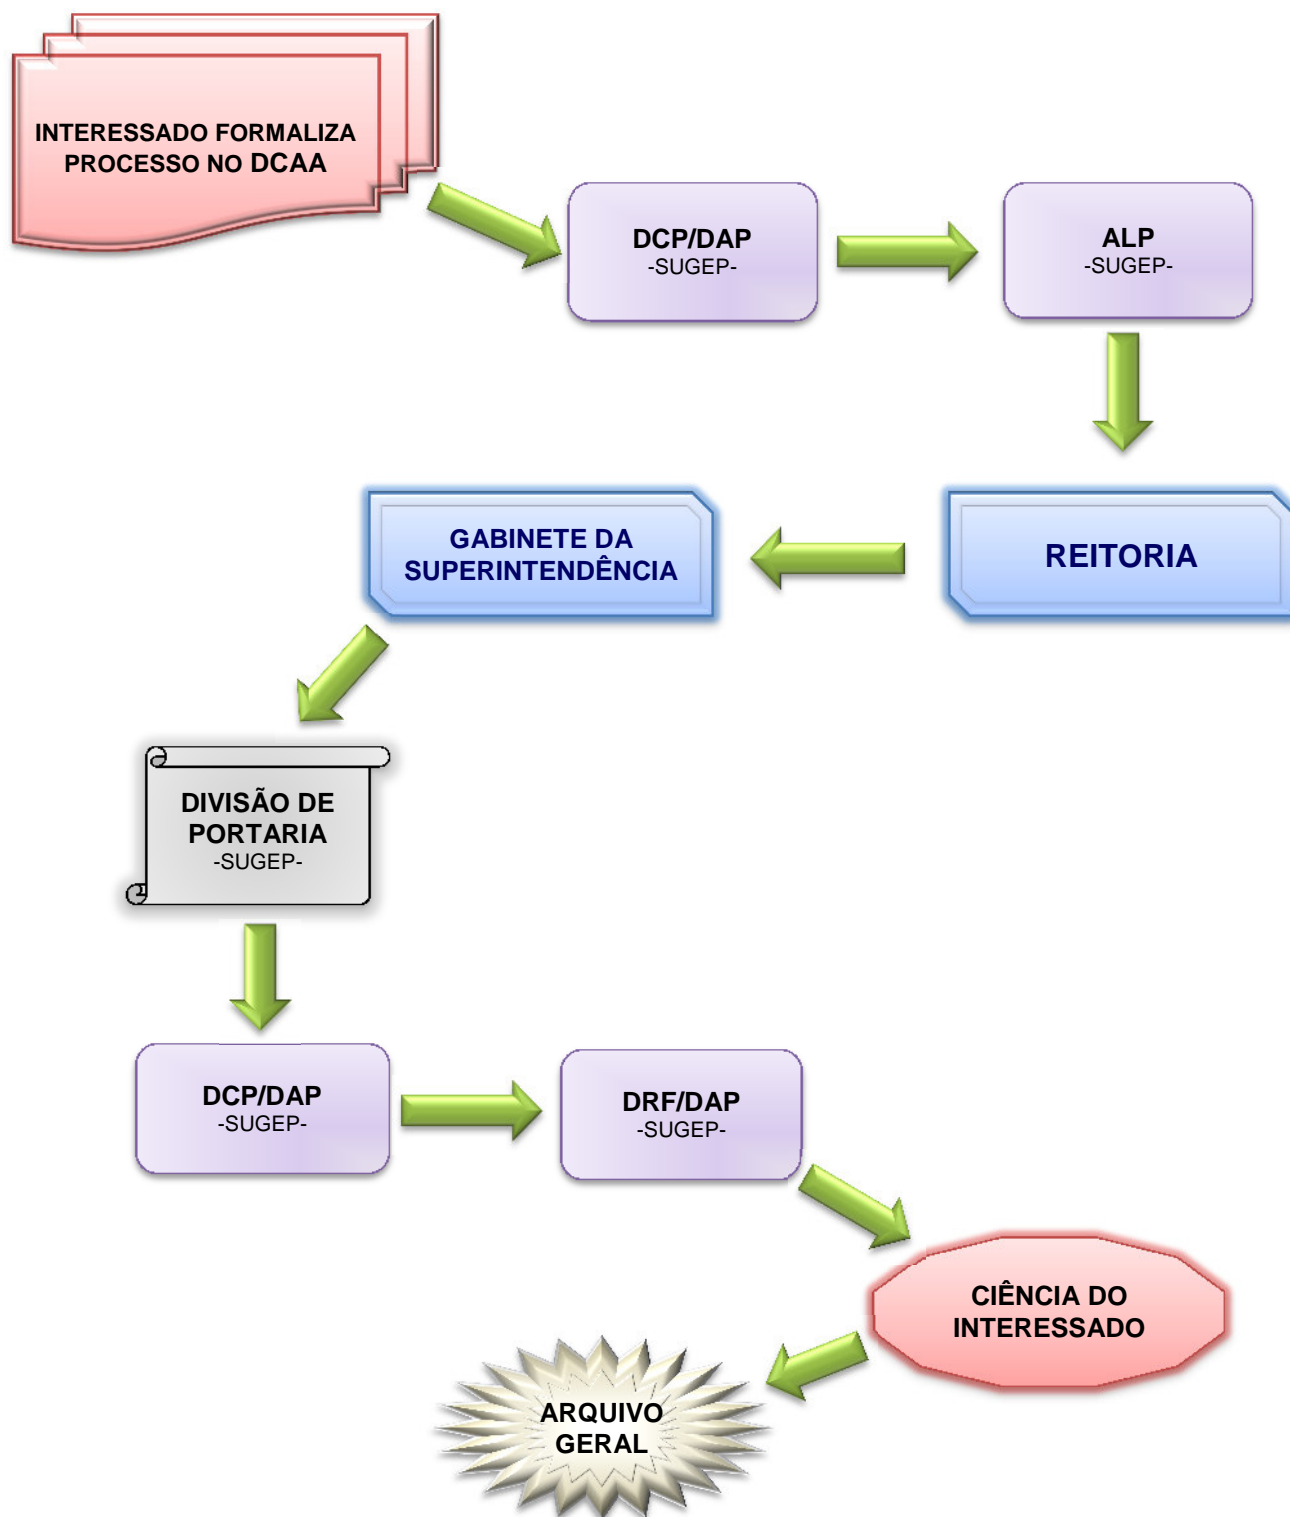 INTERESSADO FORMALIZA
PROCESSO NO DCAA
DCP/DAP
-SUGEP-
ALP
-SUGEP-
REITORIA
GABINETE DA
SUPERINTENDÊNCIA
DIVISÃO DE
PORTARIA
-SUGEP-
DCP/DAP
-SUGEP-
DRF/DAP
-SUGEP-
CIÊNCIA DO
INTERESSADO
ARQUIVO
GERAL